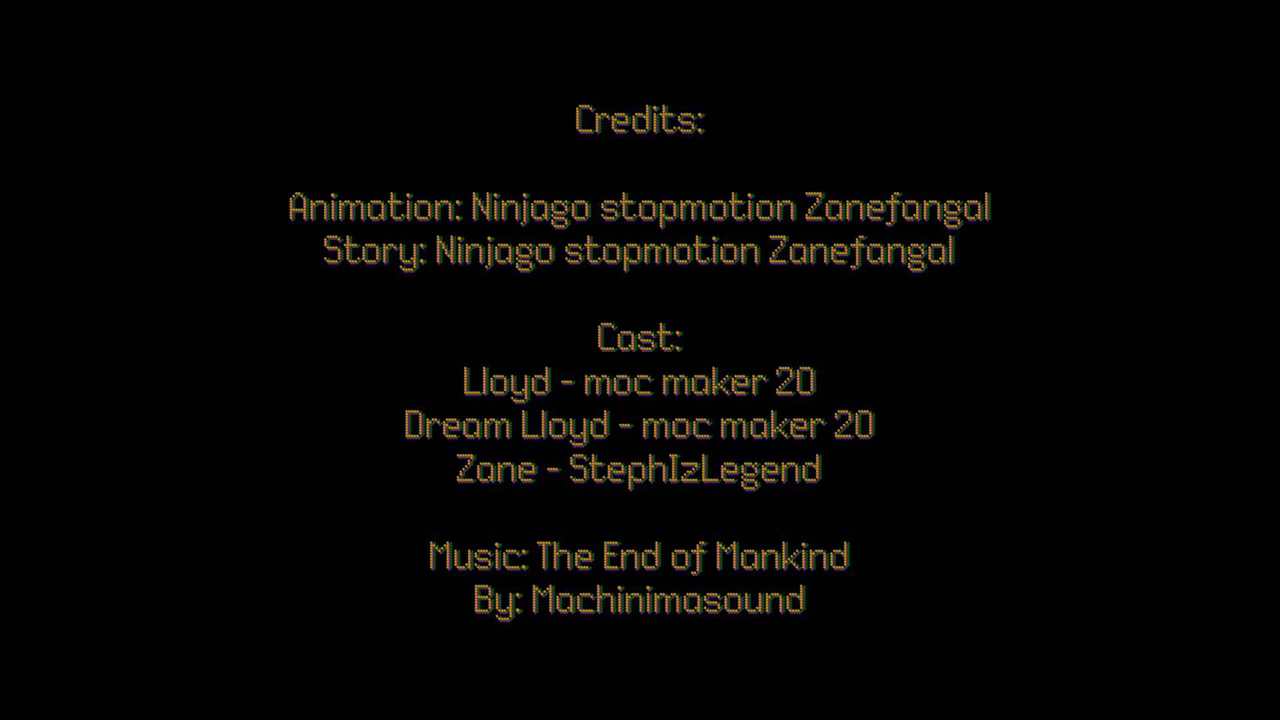 Credits:
Animation: Ninjago stopmotion Zanefangal
Story: Ninjago stopmotion Zanefangal
Cast:
Lloyd - moc maker 20
Dream Lloyd - moc maker 20
Zane - StephIzLegend
Music: The End of Mankind
By: Machinimasound